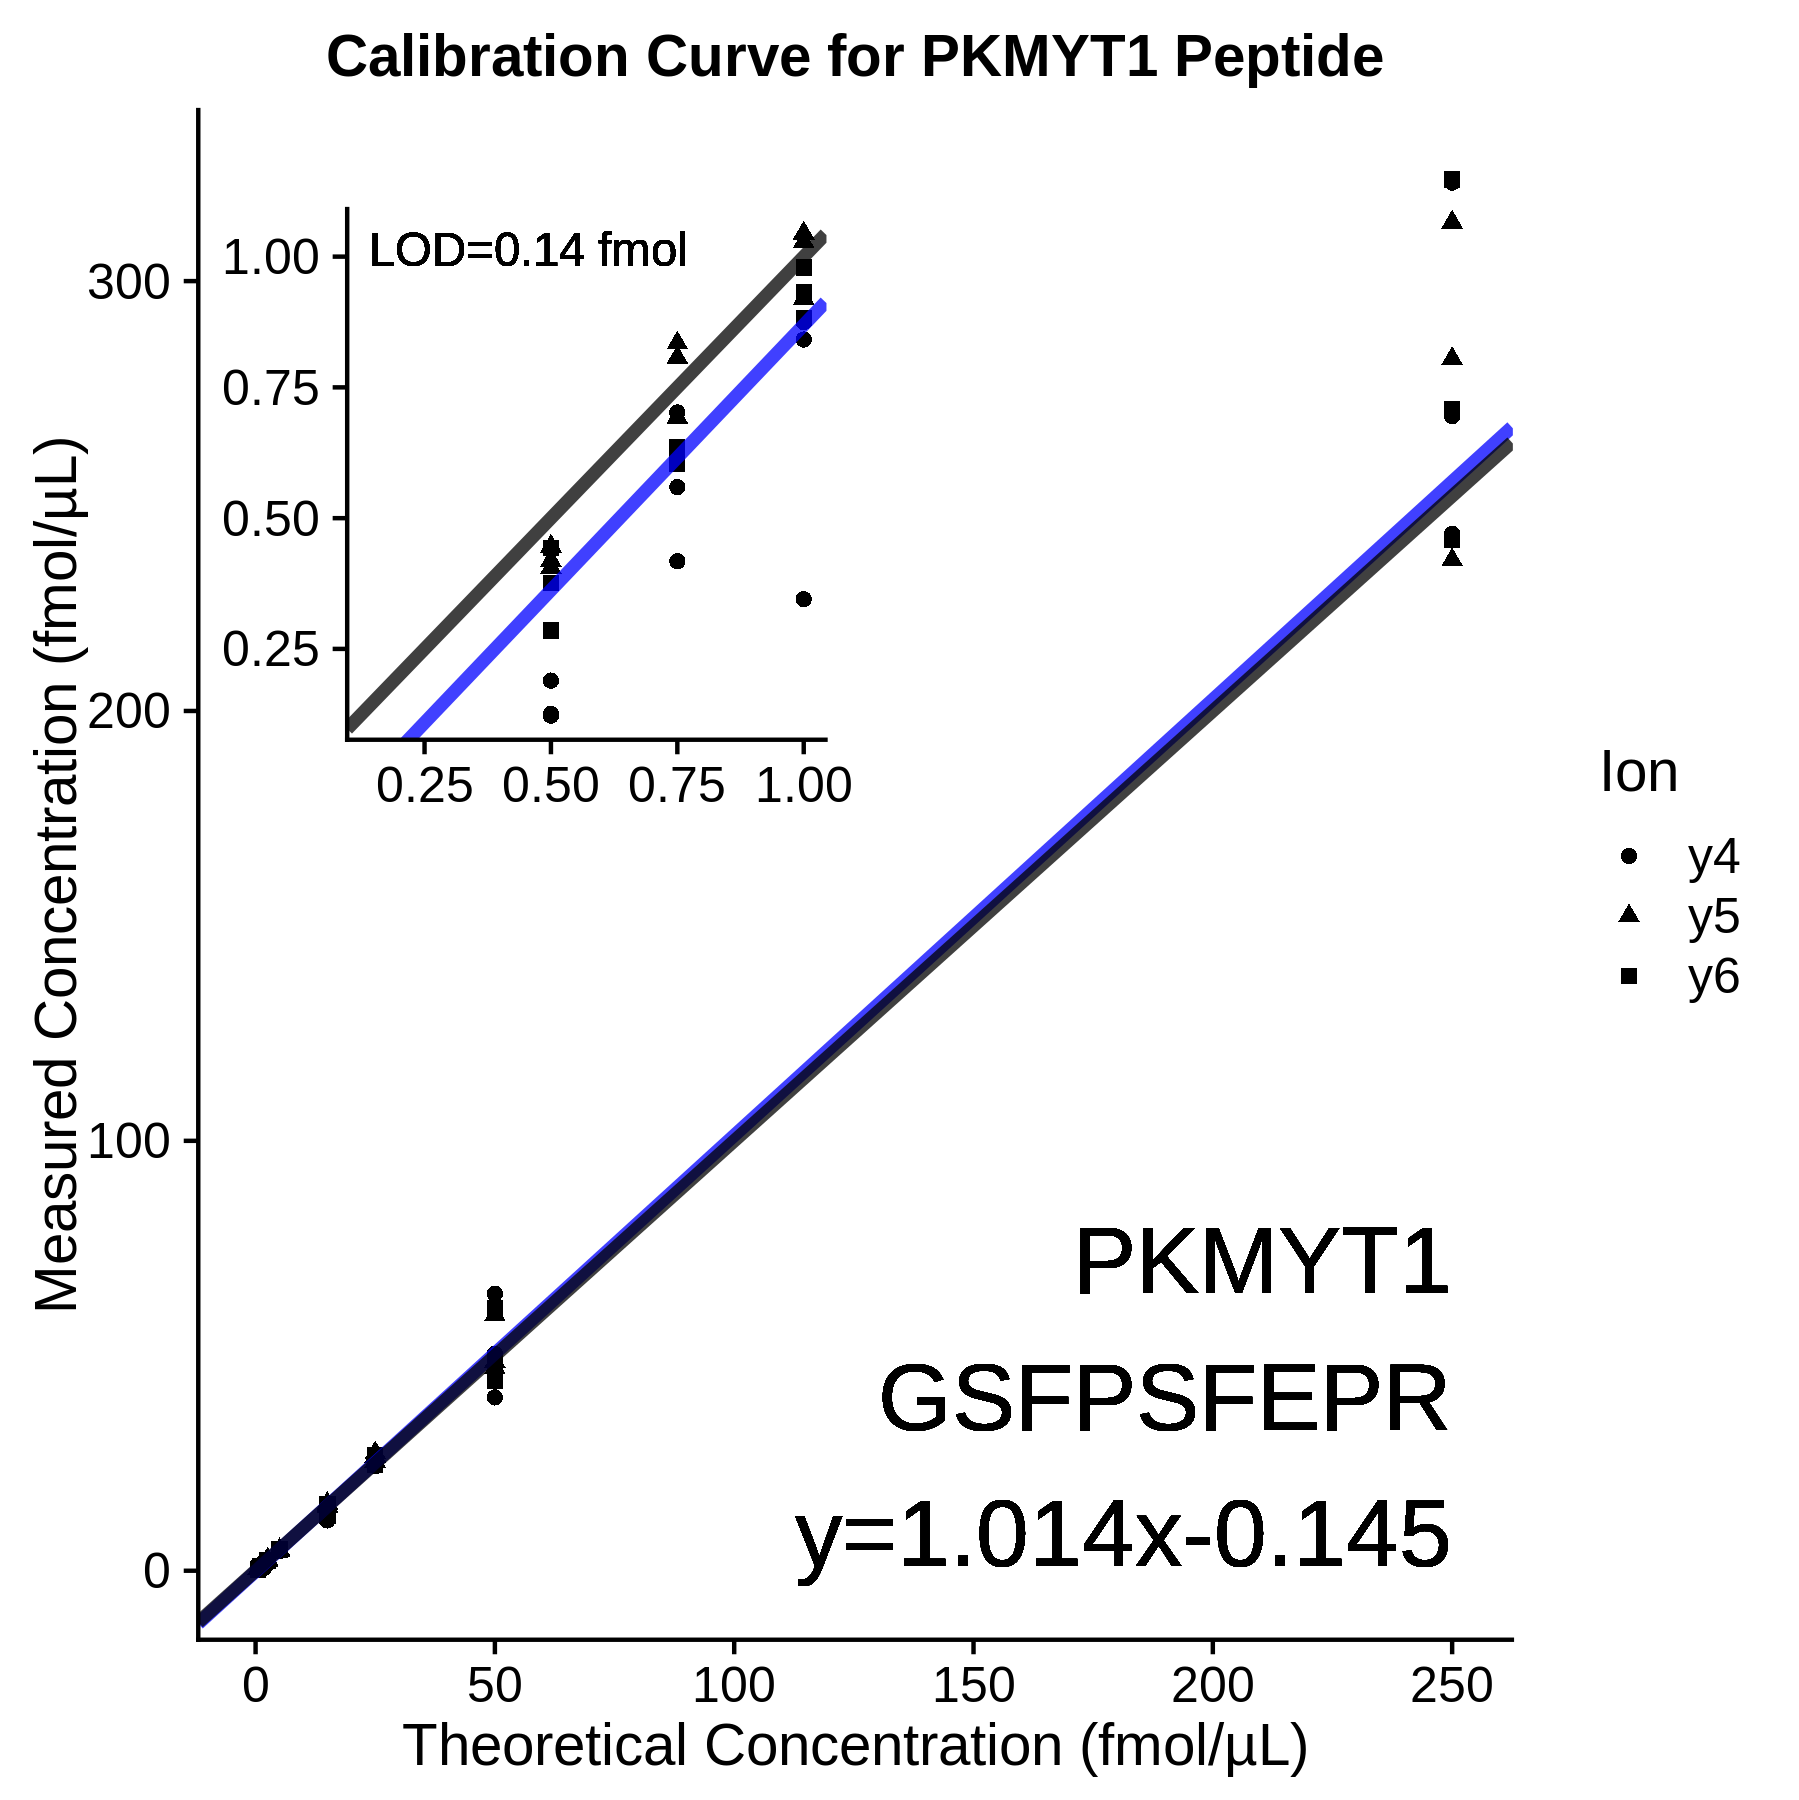 Calibration Curve for PKMYT1 Peptide
Measured Concentration (fmol/µL)
300
200
100
0
LOD=0.14 fmol
1.00
0.75
0.50
0.25
0.25 0.50 0.75 1.00
Ion
y4
y5
y6
PKMYT1
GSFPSFEPR
y=1.014x-0.145
0 50 100 150 200 250
Theoretical Concentration (fmol/µL)